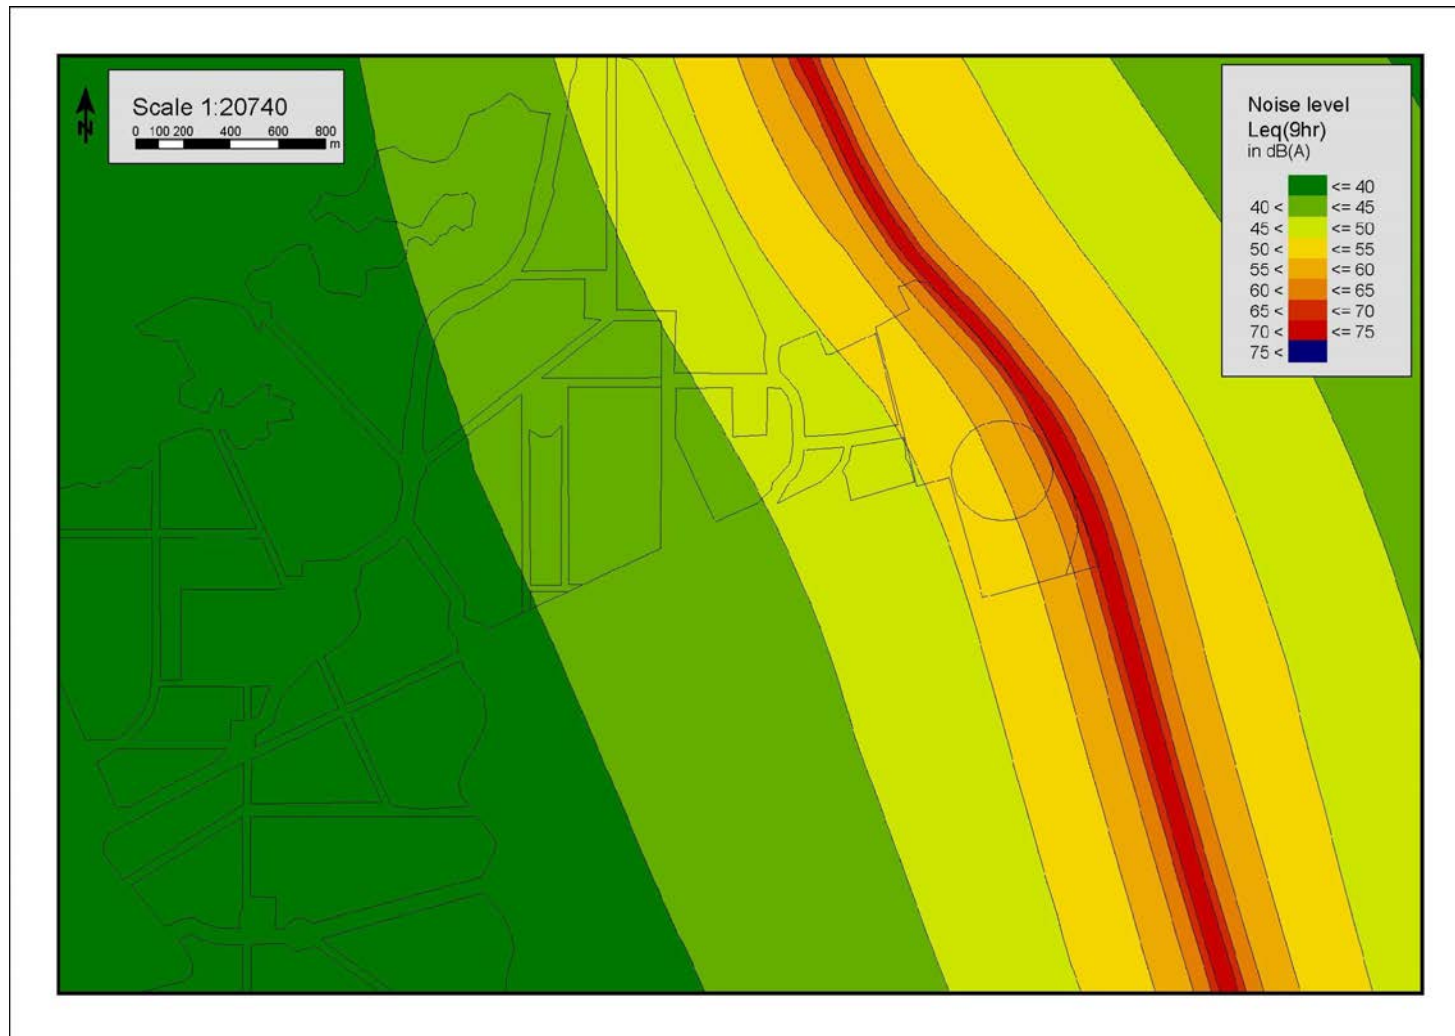 Scale 1:20740
0 100 200 400 600 800
m
N
Noise level
Leq(9hr)
in dB(A)
<= 40
40 < <= 45
45 < <= 50
50 < <= 55
55 < <= 60
60 < <= 65
65 < <= 70
70 < <= 75
75 <